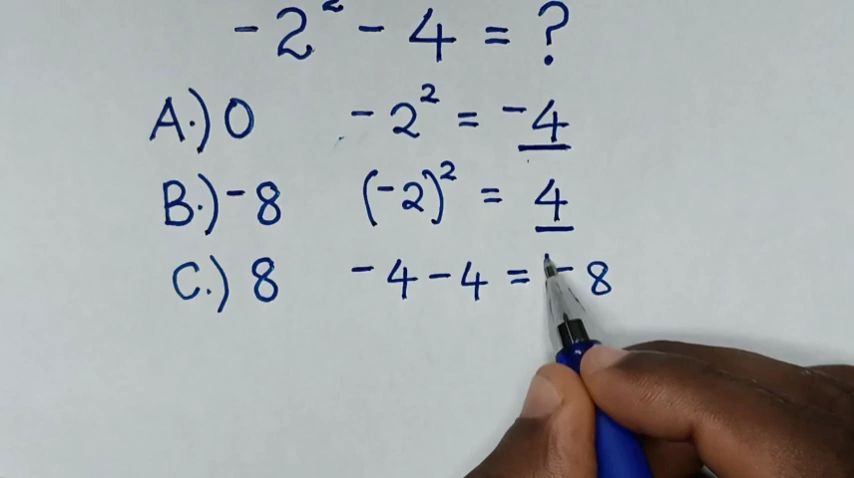 -2² - 4 = ?
A.) 0 -2² = -4
B.) -8 (-2)² = 4
C.) 8 -4 - 4 = -8